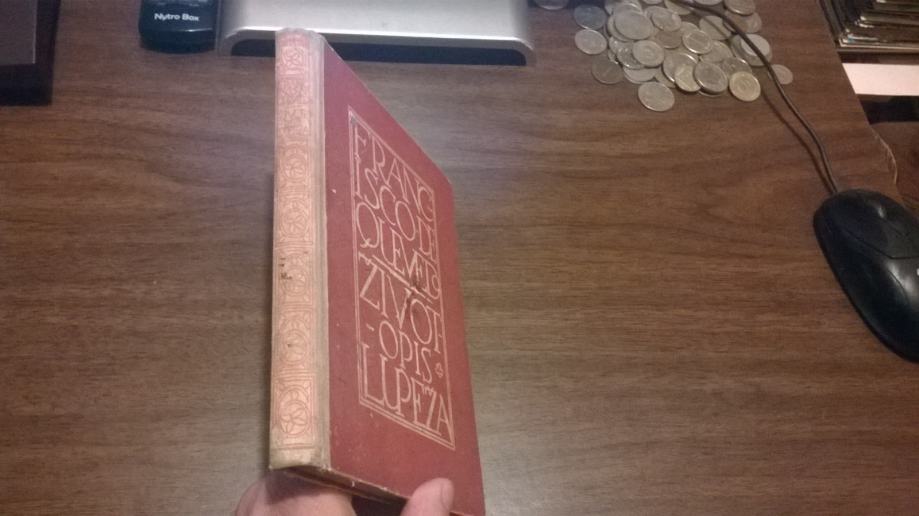 Nytro Box
FRANC
ISCO DE
QUEVEDO
ŽIVOT
- OPIS
LUPEŽA